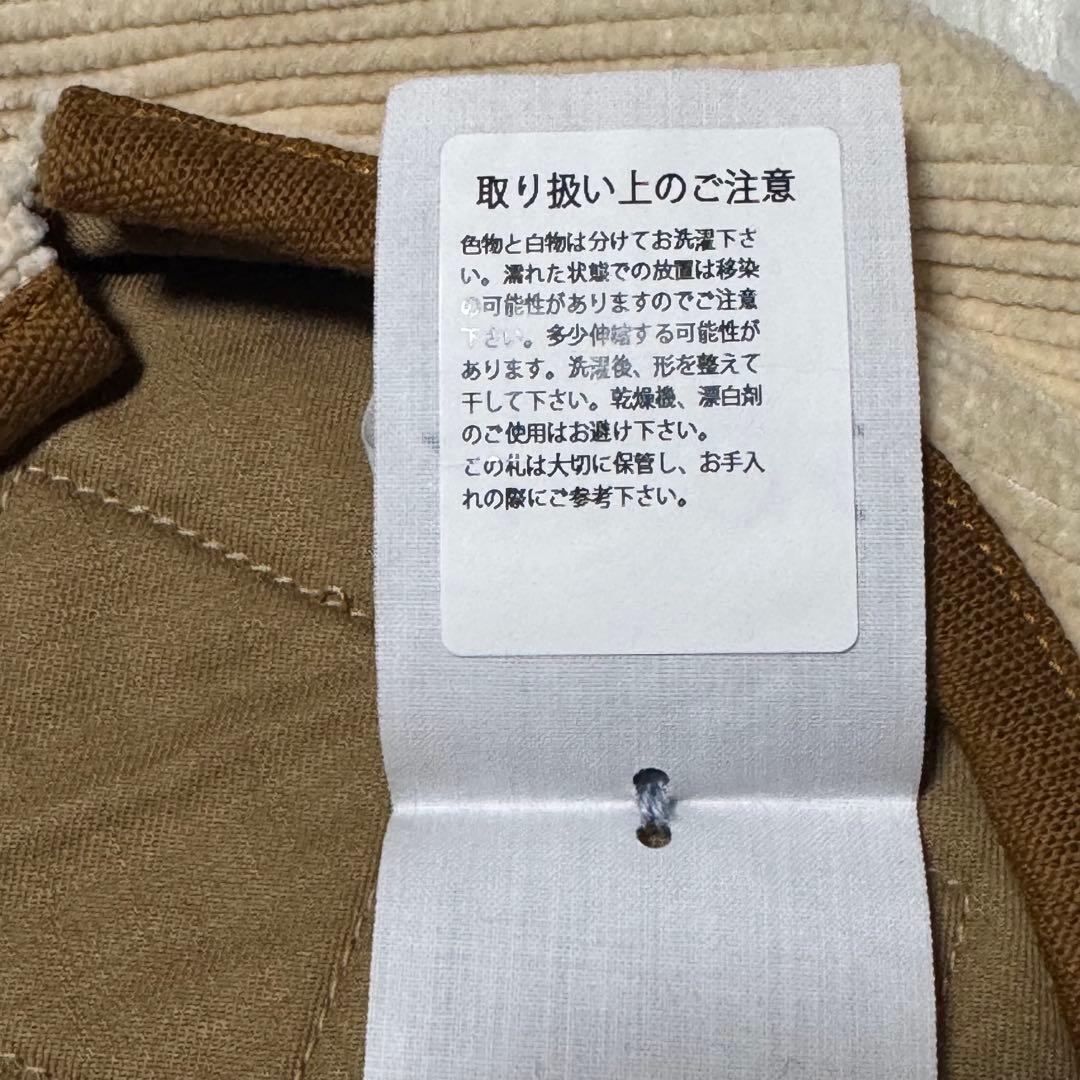 取り扱い上のご注意
色物と白物は分けてお洗濯下さ
い。濡れた状態での放置は移染
の可能性がありますのでご注意
下さい。多少伸縮する可能性が
あります。洗濯後、形を整えて
干して下さい。乾燥機、漂白剤
のご使用はお避け下さい。
この札は大切に保管し、お手入
れの際にご参考下さい。